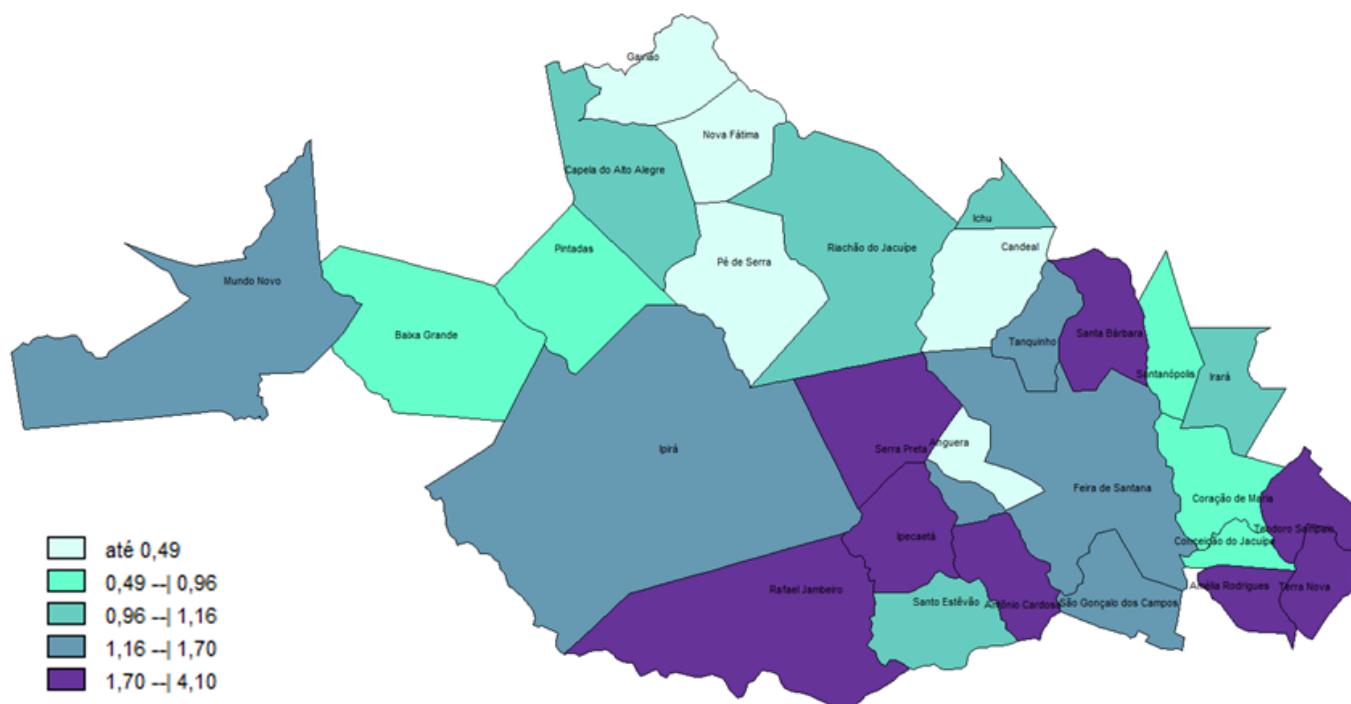 Gavião
Nova Fátima
Capela do Alto Alegre
Ichu
Pintadas
Riachão do Jacuípe
Candeal
Pé de Serra
Mundo Novo
Baixa Grande
Santa Bárbara
Tanquinho
Santanópolis
Irará
Anguera
Ipirá
Serra Preta
Feira de Santana
Coração de Maria
Teodoro Sampaio
Ipecaetá
Conceição do Jacuípe
Rafael Jambeiro
Amélia Rodrigues
Terra Nova
Santo Estêvão
Antônio Cardoso
São Gonçalo dos Campos
até 0,49
0,49 --| 0,96
0,96 --| 1,16
1,16 --| 1,70
1,70 --| 4,10